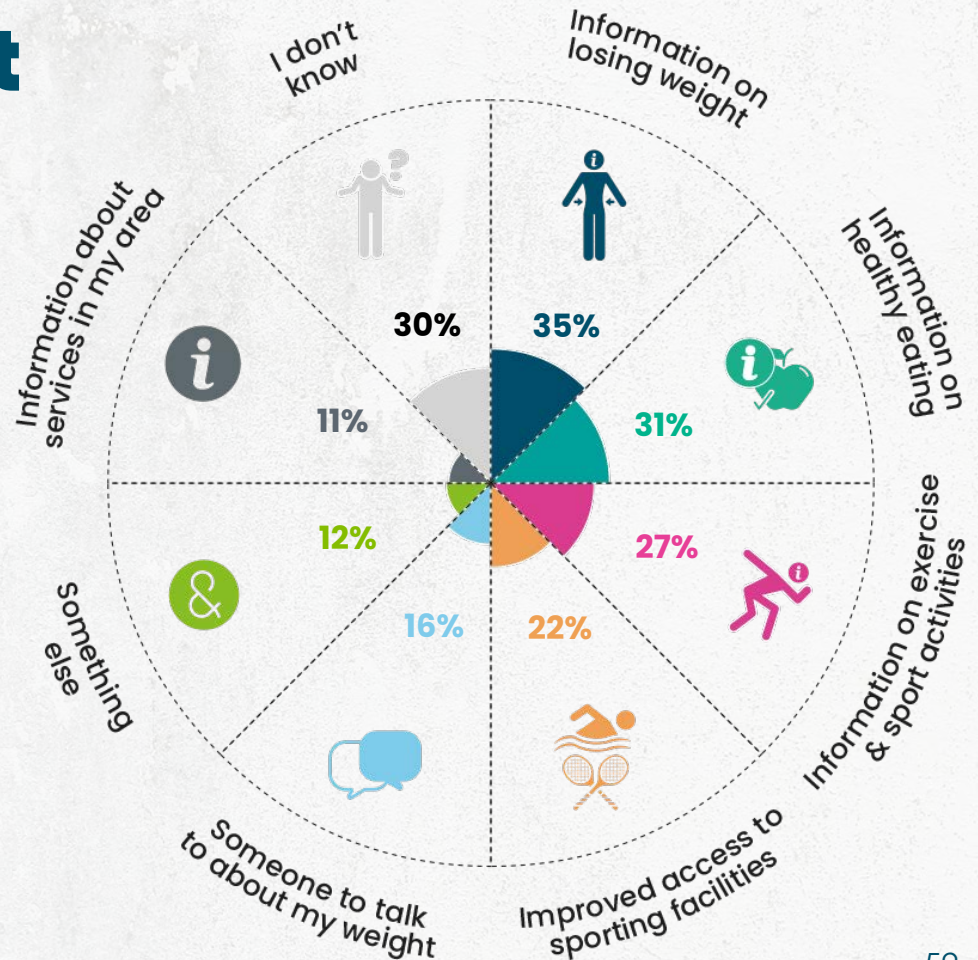 t
Information on
losing weight
35%
Information on
healthy eating
31%
Information on exercise
& sport activities
27%
Improved access to
sporting facilities
22%
Someone to talk
to about my weight
16%
Something
else
&
12%
Information about
services in my area
i
11%
I don't
know
?
30%
i
i
i